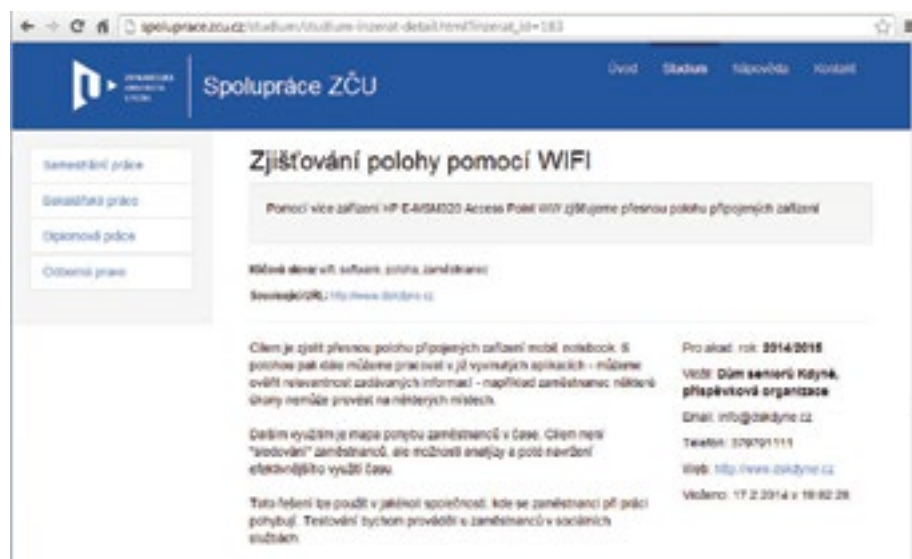 spoluprace.zcu.cz/studium/studium-inzerat-detail.html?inzerat_id=183
Spolupráce ZČU
Úvod Studium Nápověda Kontakt
Semestrální práce
Bakalářská práce
Diplomová práce
Odborná praxe
Zjišťování polohy pomocí WIFI
Pomocí více zařízení HP E-MSM320 Access Point WW zjišťujeme přesnou polohu připojených zařízení
Klíčová slova: wifi, software, poloha, zaměstnanec
Související URL: http://www.dskdyne.cz
Cílem je zjistit přesnou polohu připojených zařízení mobil, notebook. S
polohou pak dále můžeme pracovat v již vyvinutých aplikacích - můžeme
ověřit relevantnost zadávaných informací - například zaměstnanec některé
úkony nemůže provést na některých místech.
Dalším využitím je mapa pohybu zaměstnanců v čase. Cílem není
"sledování" zaměstnanců, ale možnosti analýzy a poté navržení
efektivnějšího využití času.
Toto řešení lze použít v jakékoli společnosti, kde se zaměstnanci při práci
pohybují. Testování bychom prováděli u zaměstnanců v sociálních
službách.
Pro akad. rok: 2014/2015
Vložil: Dům seniorů Kdyně,
příspěvková organizace
Email: info@dskdyne.cz
Telefon: 379791111
Web: http://www.dskdyne.cz
Vloženo: 17.2.2014 v